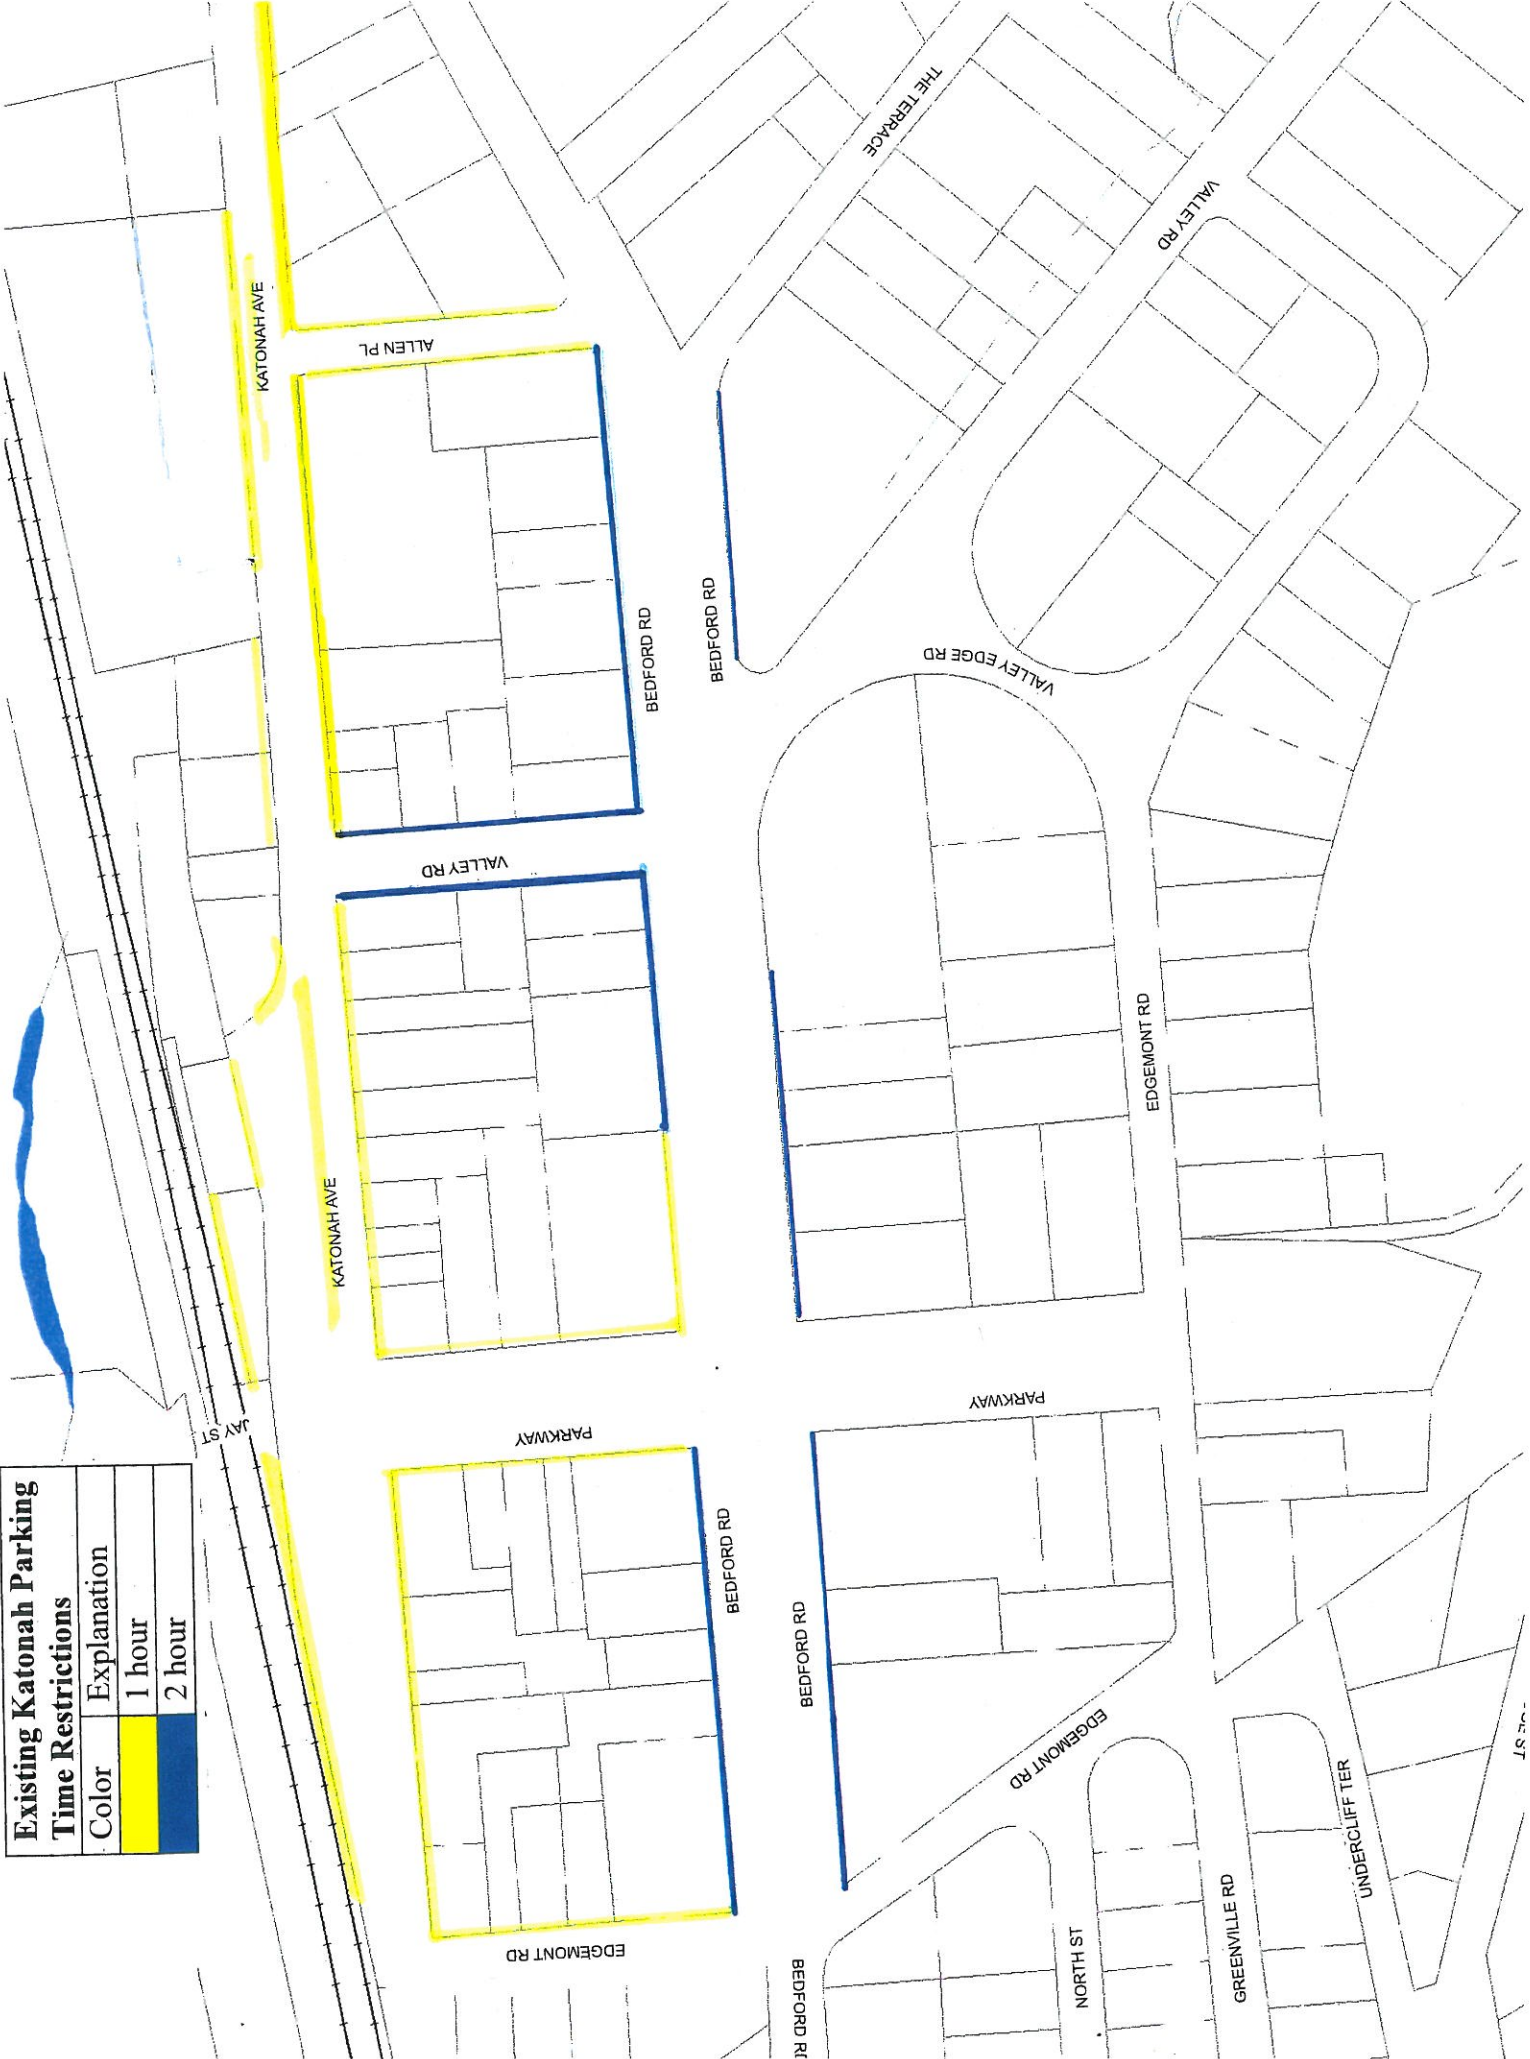 Existing Katonah Parking
Time Restrictions
Color Explanation
1 hour
2 hour
JAY ST
KATONAH AVE
KATONAH AVE
ALLEN PL
VALLEY RD
PARKWAY
EDGEMONT RD
BEDFORD RD
BEDFORD RD
BEDFORD RD
BEDFORD RD
BEDFORD R
THE TERRACE
VALLEY RD
VALLEY EDGE RD
EDGEMONT RD
PARKWAY
EDGEMONT RD
NORTH ST
GREENVILLE RD
UNDERCLIFF TER
ST